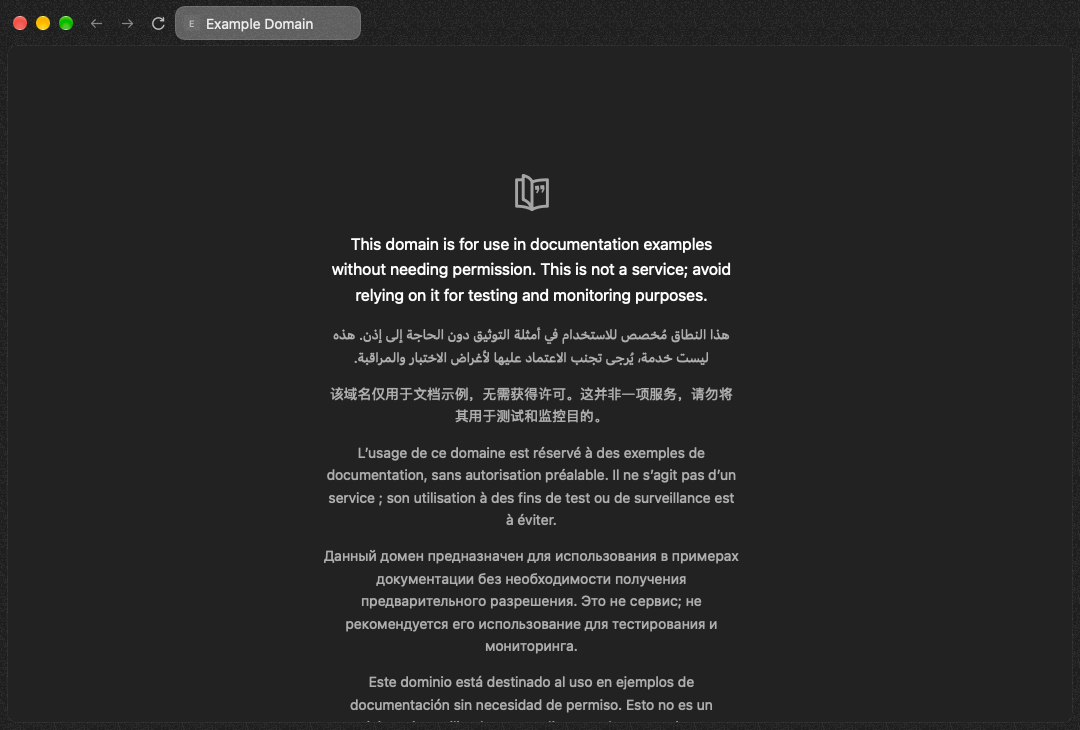 E Example Domain
This domain is for use in documentation examples
without needing permission. This is not a service; avoid
relying on it for testing and monitoring purposes.
هذا النطاق مُخصص للاستخدام في أمثلة التوثيق دون الحاجة إلى إذن. هذه
ليست خدمة، يُرجى تجنب الاعتماد عليها لأغراض الاختبار والمراقبة.
该域名仅用于文档示例，无需获得许可。这并非一项服务，请勿将
其用于测试和监控目的。
L’usage de ce domaine est réservé à des exemples de
documentation, sans autorisation préalable. Il ne s’agit pas d’un
service ; son utilisation à des fins de test ou de surveillance est
à éviter.
Данный домен предназначен для использования в примерах
документации без необходимости получения
предварительного разрешения. Это не сервис; не
рекомендуется его использование для тестирования и
мониторинга.
Este dominio está destinado al uso en ejemplos de
documentación sin necesidad de permiso. Esto no es un